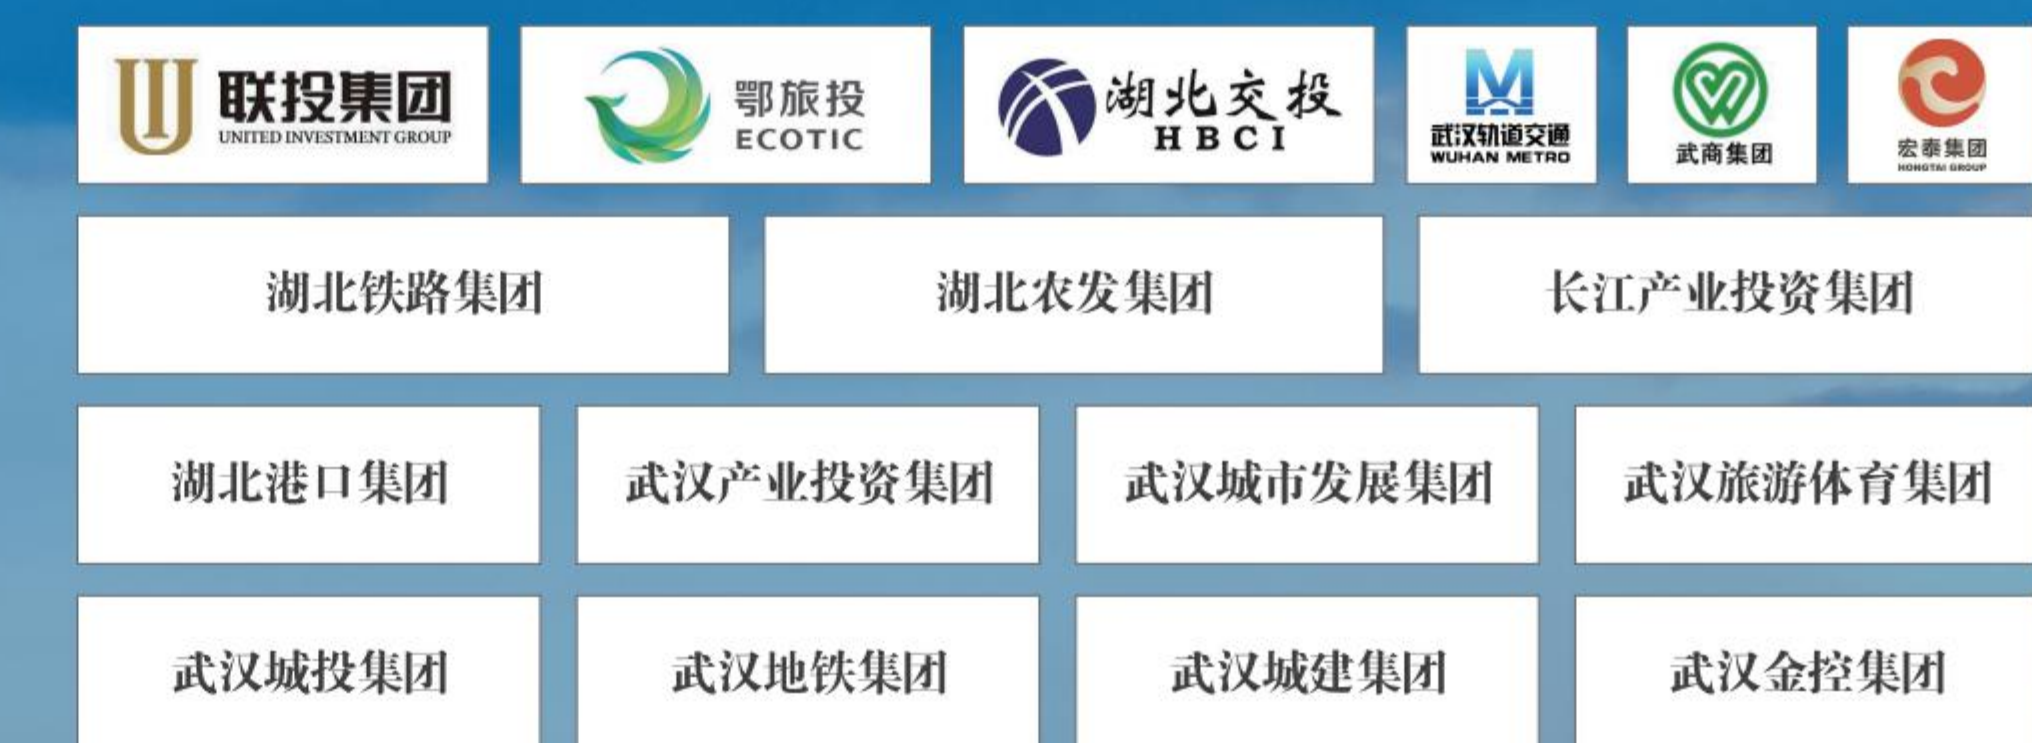 联投集团
UNITED INVESTMENT GROUP
鄂旅投
ECOTIC
湖北交投
HBCI
武汉轨道交通
WUHAN METRO
武商集团
宏泰集团
HONGTAI GROUP
湖北铁路集团
湖北农发集团
长江产业投资集团
湖北港口集团
武汉产业投资集团
武汉城市发展集团
武汉旅游体育集团
武汉城投集团
武汉地铁集团
武汉城建集团
武汉金控集团